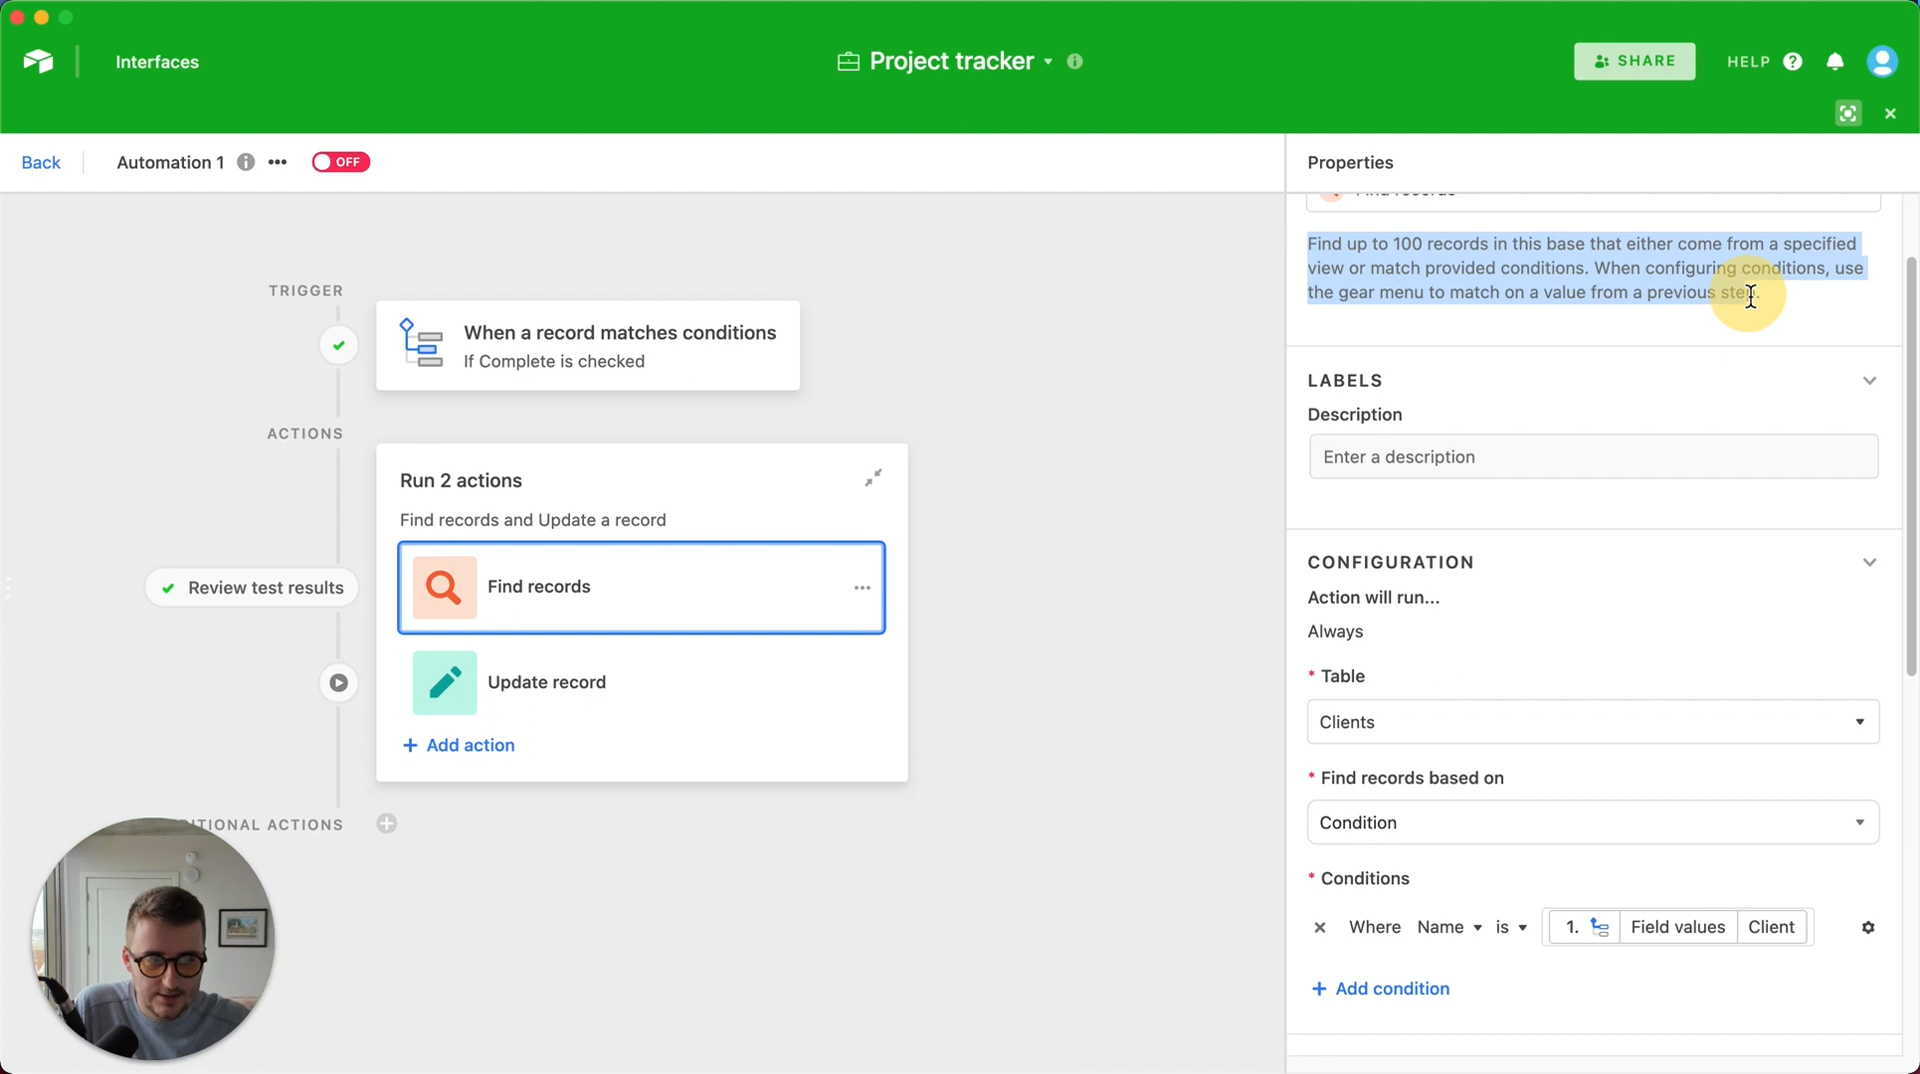 Interfaces
Project tracker
SHARE
HELP
Back
Automation 1
OFF
Properties
Find up to 100 records in this base that either come from a specified
view or match provided conditions. When configuring conditions, use
the gear menu to match on a value from a previous step.
TRIGGER
When a record matches conditions
If Complete is checked
ACTIONS
Run 2 actions
Find records and Update a record
Review test results
Find records
Update record
+ Add action
ITIONAL ACTIONS
LABELS
Description
Enter a description
CONFIGURATION
Action will run...
Always
* Table
Clients
* Find records based on
Condition
* Conditions
Where Name is 1. Field values Client
+ Add condition